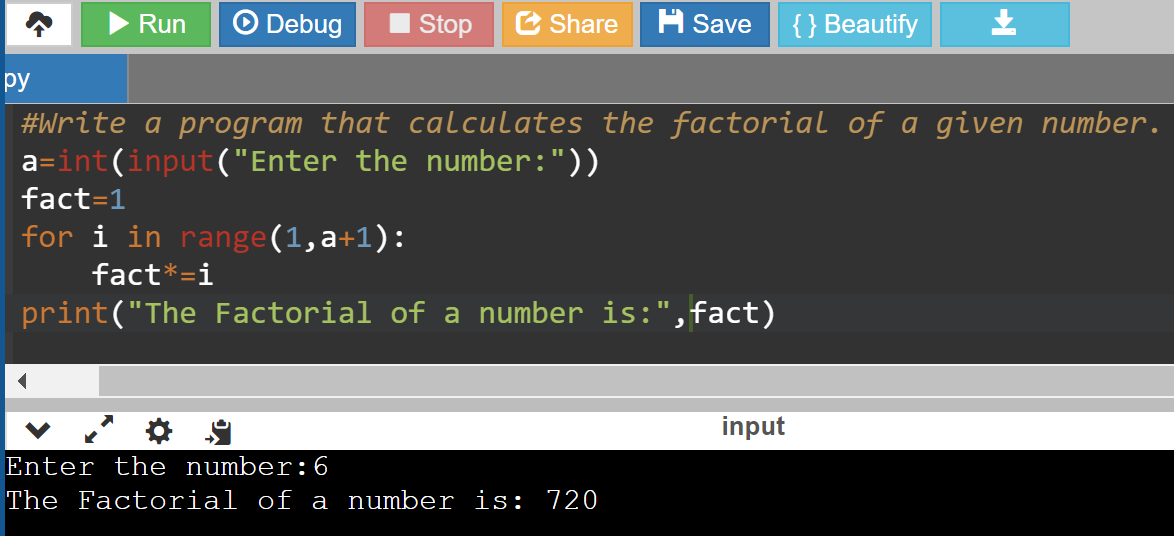 Run Debug Stop Share Save { } Beautify
py
#Write a program that calculates the factorial of a given number.
a=int(input("Enter the number:"))
fact=1
for i in range(1,a+1):
    fact*=i
print("The Factorial of a number is:",fact)
input
Enter the number:6
The Factorial of a number is: 720